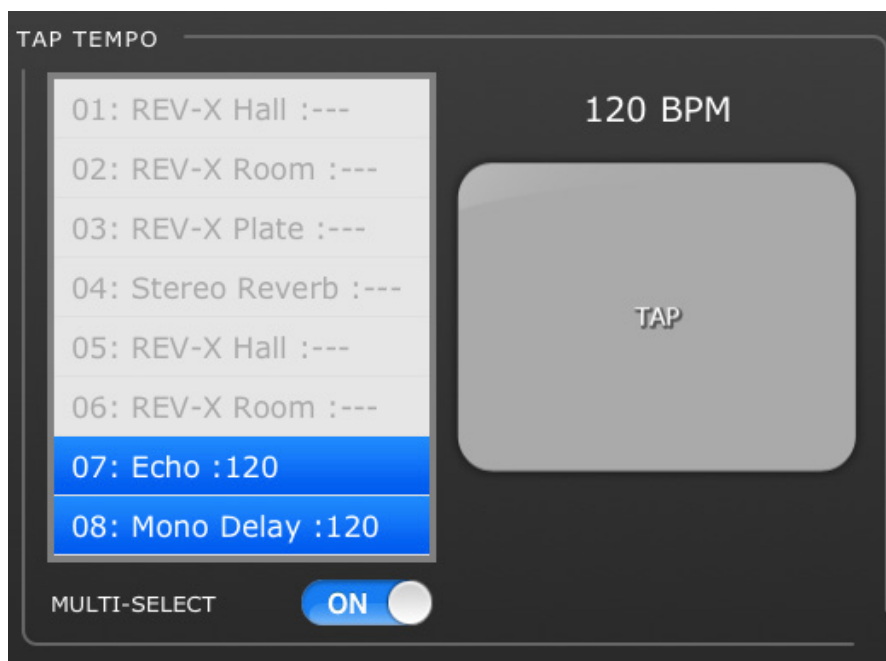 TAP TEMPO
01: REV-X Hall :---
02: REV-X Room :---
03: REV-X Plate :---
04: Stereo Reverb :---
05: REV-X Hall :---
06: REV-X Room :---
07: Echo :120
08: Mono Delay :120
MULTI-SELECT ON
120 BPM
TAP